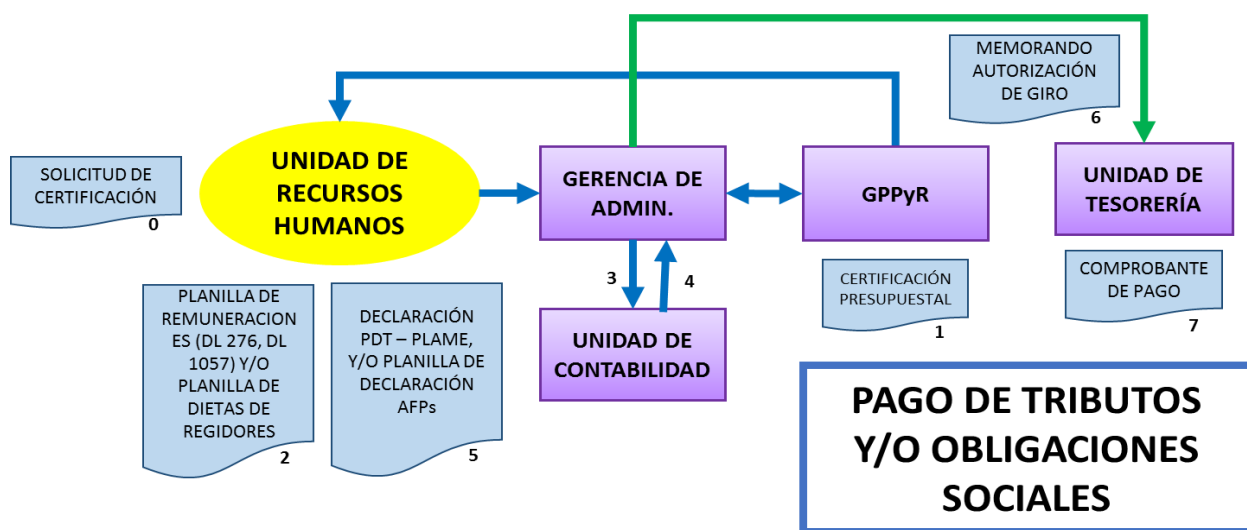 MEMORANDO
AUTORIZACIÓN
DE GIRO
6
SOLICITUD DE
CERTIFICACIÓN
0
UNIDAD DE
RECURSOS
HUMANOS
GERENCIA DE
ADMIN.
GPPyR
UNIDAD DE
TESORERÍA
3
4
PLANILLA DE
REMUNERACION
ES (DL 276, DL
1057) Y/O
PLANILLA DE
DIETAS DE
REGIDORES
2
DECLARACIÓN
PDT – PLAME,
Y/O PLANILLA DE
DECLARACIÓN
AFPs
5
UNIDAD DE
CONTABILIDAD
CERTIFICACIÓN
PRESUPUESTAL
1
COMPROBANTE
DE PAGO
7
PAGO DE TRIBUTOS
Y/O OBLIGACIONES
SOCIALES